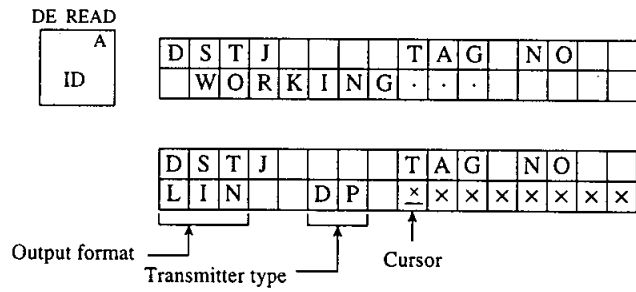 DE READ
A
ID
DSTJ TAG NO
WORKING...
DSTJ TAG NO
LIN DP ××××××××
Output format
Transmitter type
Cursor